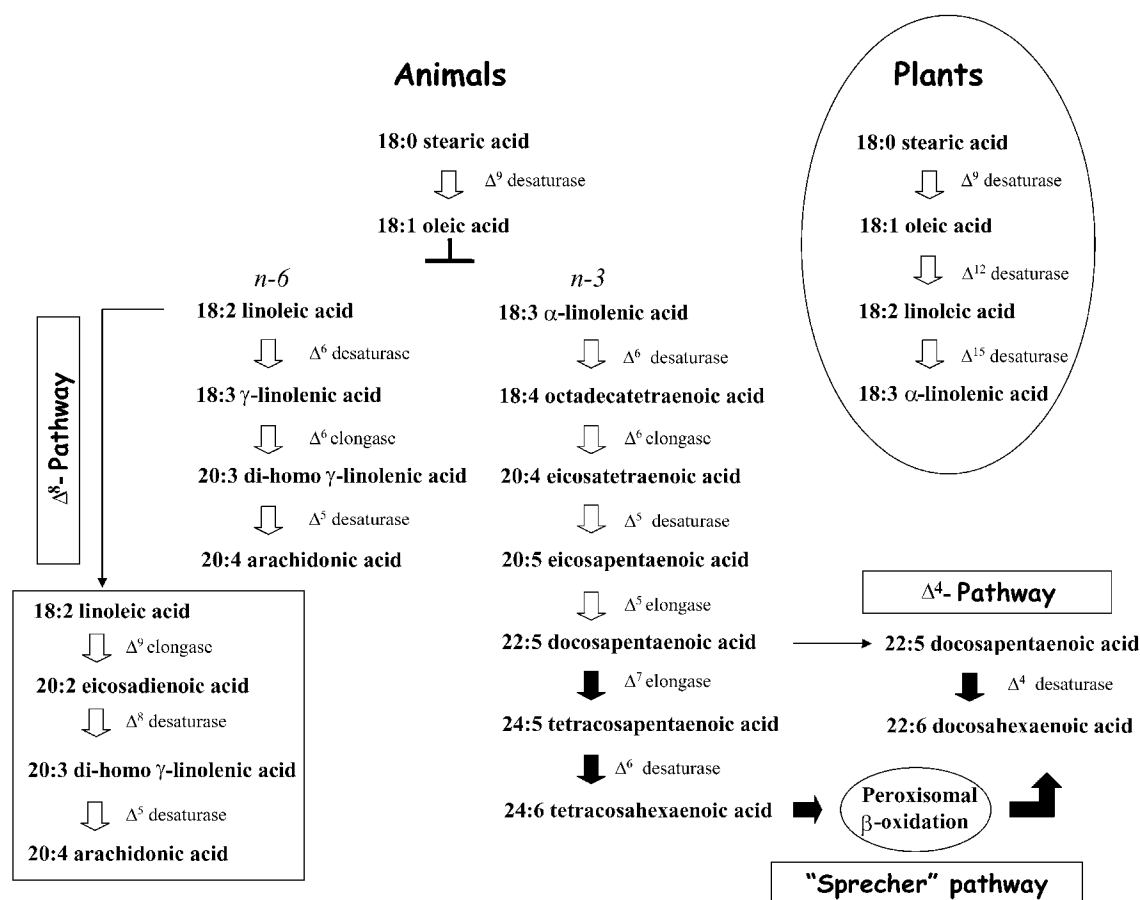 Animals
18:0 stearic acid
Δ⁹ desaturase
18:1 oleic acid
n-6
18:2 linoleic acid
Δ⁶ desaturase
18:3 γ-linolenic acid
Δ⁶ elongase
20:3 di-homo γ-linolenic acid
Δ⁵ desaturase
20:4 arachidonic acid
n-3
18:3 α-linolenic acid
Δ⁶ desaturase
18:4 octadecatetraenoic acid
Δ⁶ elongase
20:4 eicosatetraenoic acid
Δ⁵ desaturase
20:5 eicosapentaenoic acid
Δ⁵ elongase
22:5 docosapentaenoic acid
Δ⁷ elongase
24:5 tetracosapentaenoic acid
Δ⁶ desaturase
24:6 tetracosahexaenoic acid
Δ⁸- Pathway
18:2 linoleic acid
Δ⁹ elongase
20:2 eicosadienoic acid
Δ⁸ desaturase
20:3 di-homo γ-linolenic acid
Δ⁵ desaturase
20:4 arachidonic acid
Plants
18:0 stearic acid
Δ⁹ desaturase
18:1 oleic acid
Δ¹² desaturase
18:2 linoleic acid
Δ¹⁵ desaturase
18:3 α-linolenic acid
Δ⁴- Pathway
22:5 docosapentaenoic acid
Δ⁴ desaturase
22:6 docosahexaenoic acid
Peroxisomal
β-oxidation
“Sprecher” pathway